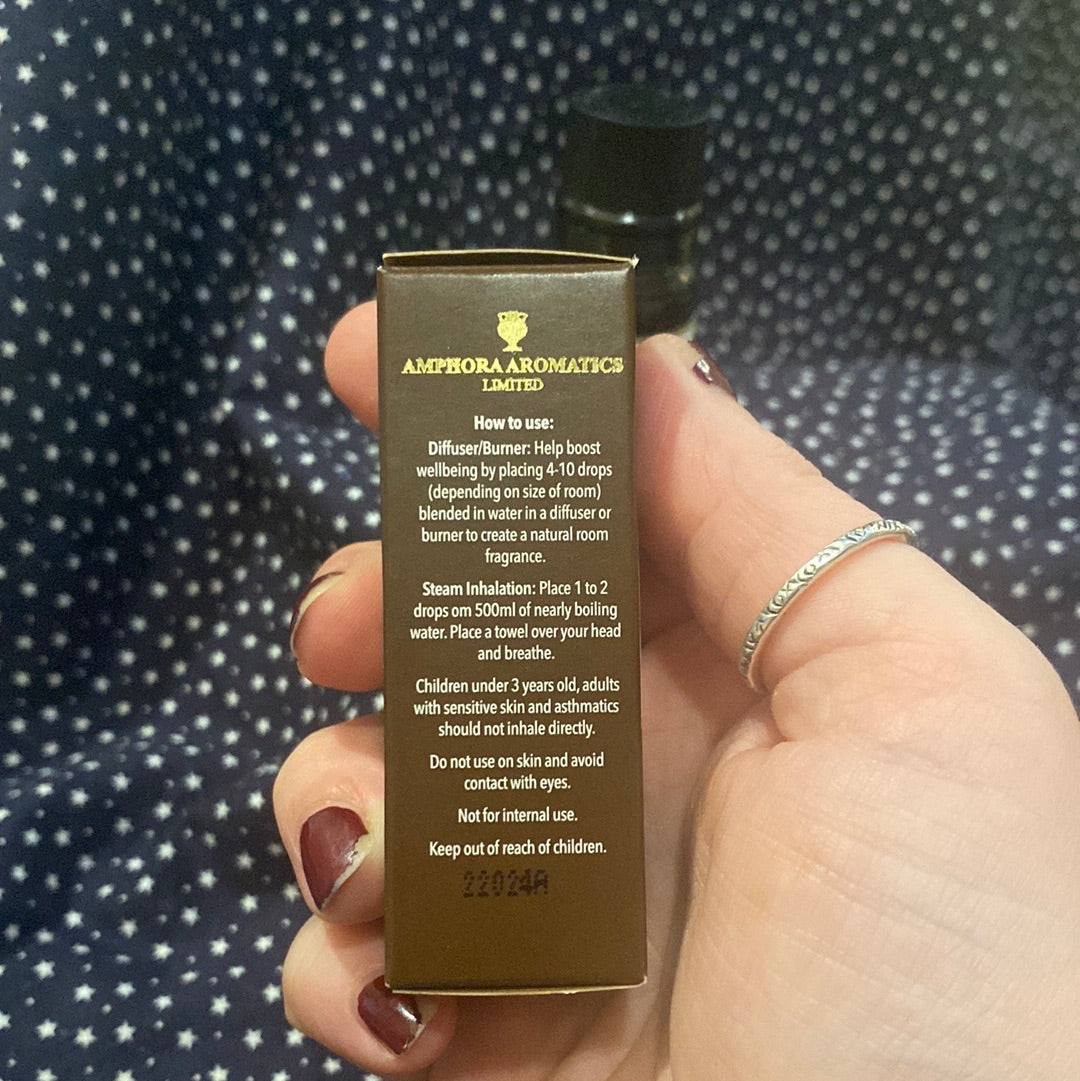 AMPHORA AROMATICS
LIMITED
How to use:
Diffuser/Burner: Help boost
wellbeing by placing 4-10 drops
(depending on size of room)
blended in water in a diffuser or
burner to create a natural room
fragrance.
Steam Inhalation: Place 1 to 2
drops om 500ml of nearly boiling
water. Place a towel over your head
and breathe.
Children under 3 years old, adults
with sensitive skin and asthmatics
should not inhale directly.
Do not use on skin and avoid
contact with eyes.
Not for internal use.
Keep out of reach of children.
22024A